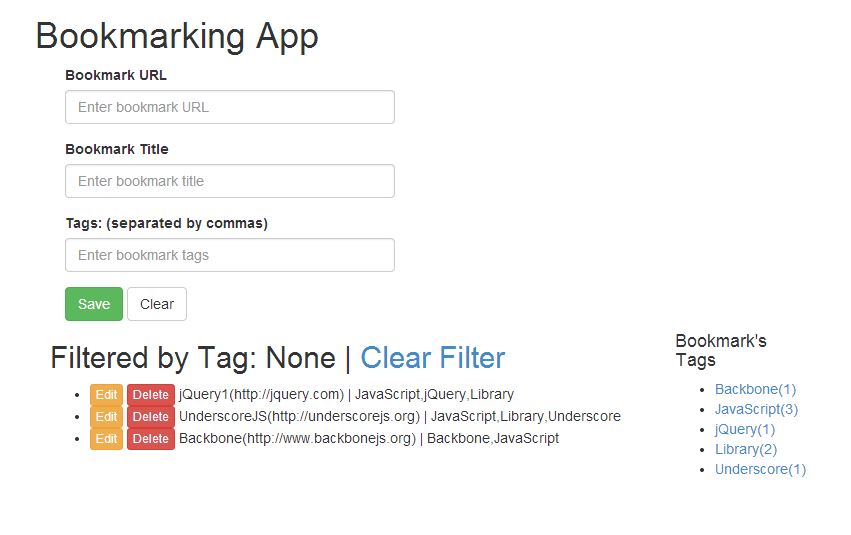 Bookmarking App
Bookmark URL
Enter bookmark URL
Bookmark Title
Enter bookmark title
Tags: (separated by commas)
Enter bookmark tags
Save Clear
Filtered by Tag: None | Clear Filter
Edit Delete jQuery1(http://jquery.com) | JavaScript,jQuery,Library
Edit Delete UnderscoreJS(http://underscorejs.org) | JavaScript,Library,Underscore
Edit Delete Backbone(http://www.backbonejs.org) | Backbone,JavaScript
Bookmark's
Tags
Backbone(1)
JavaScript(3)
jQuery(1)
Library(2)
Underscore(1)